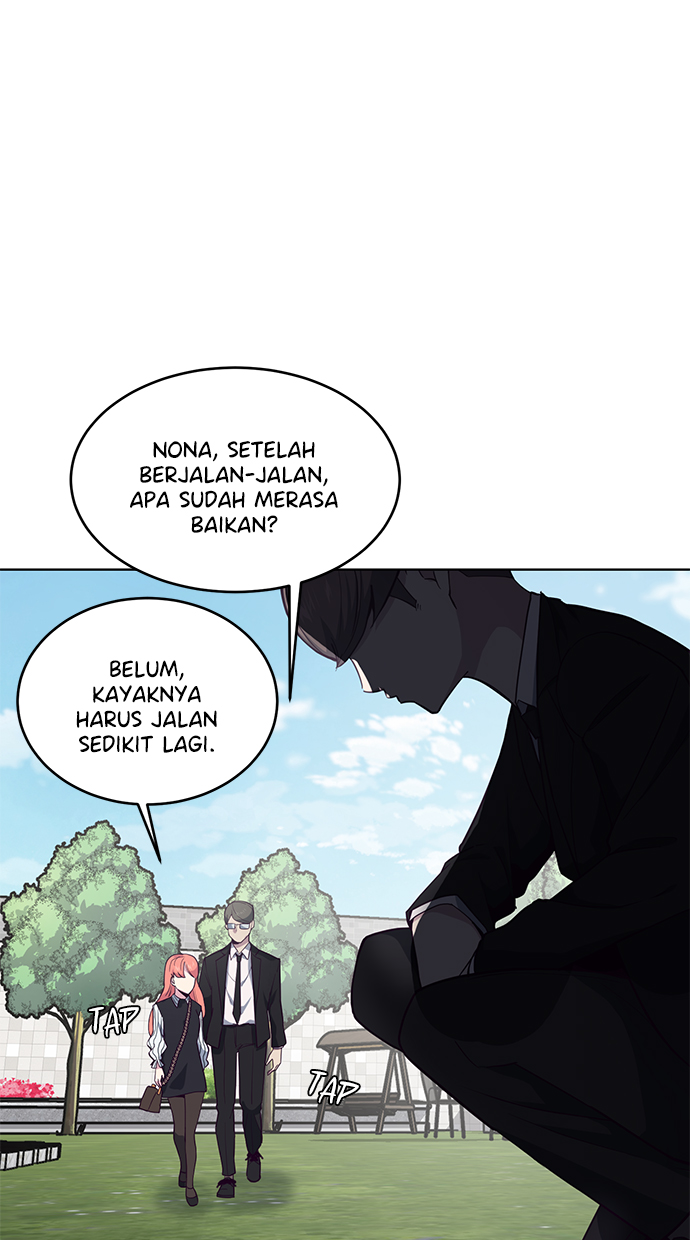 NONA, SETELAH
BERJALAN-JALAN,
APA SUDAH MERASA
BAIKAN?
BELUM,
KAYAKNYA
HARUS JALAN
SEDIKIT LAGI.
TAP
TAP